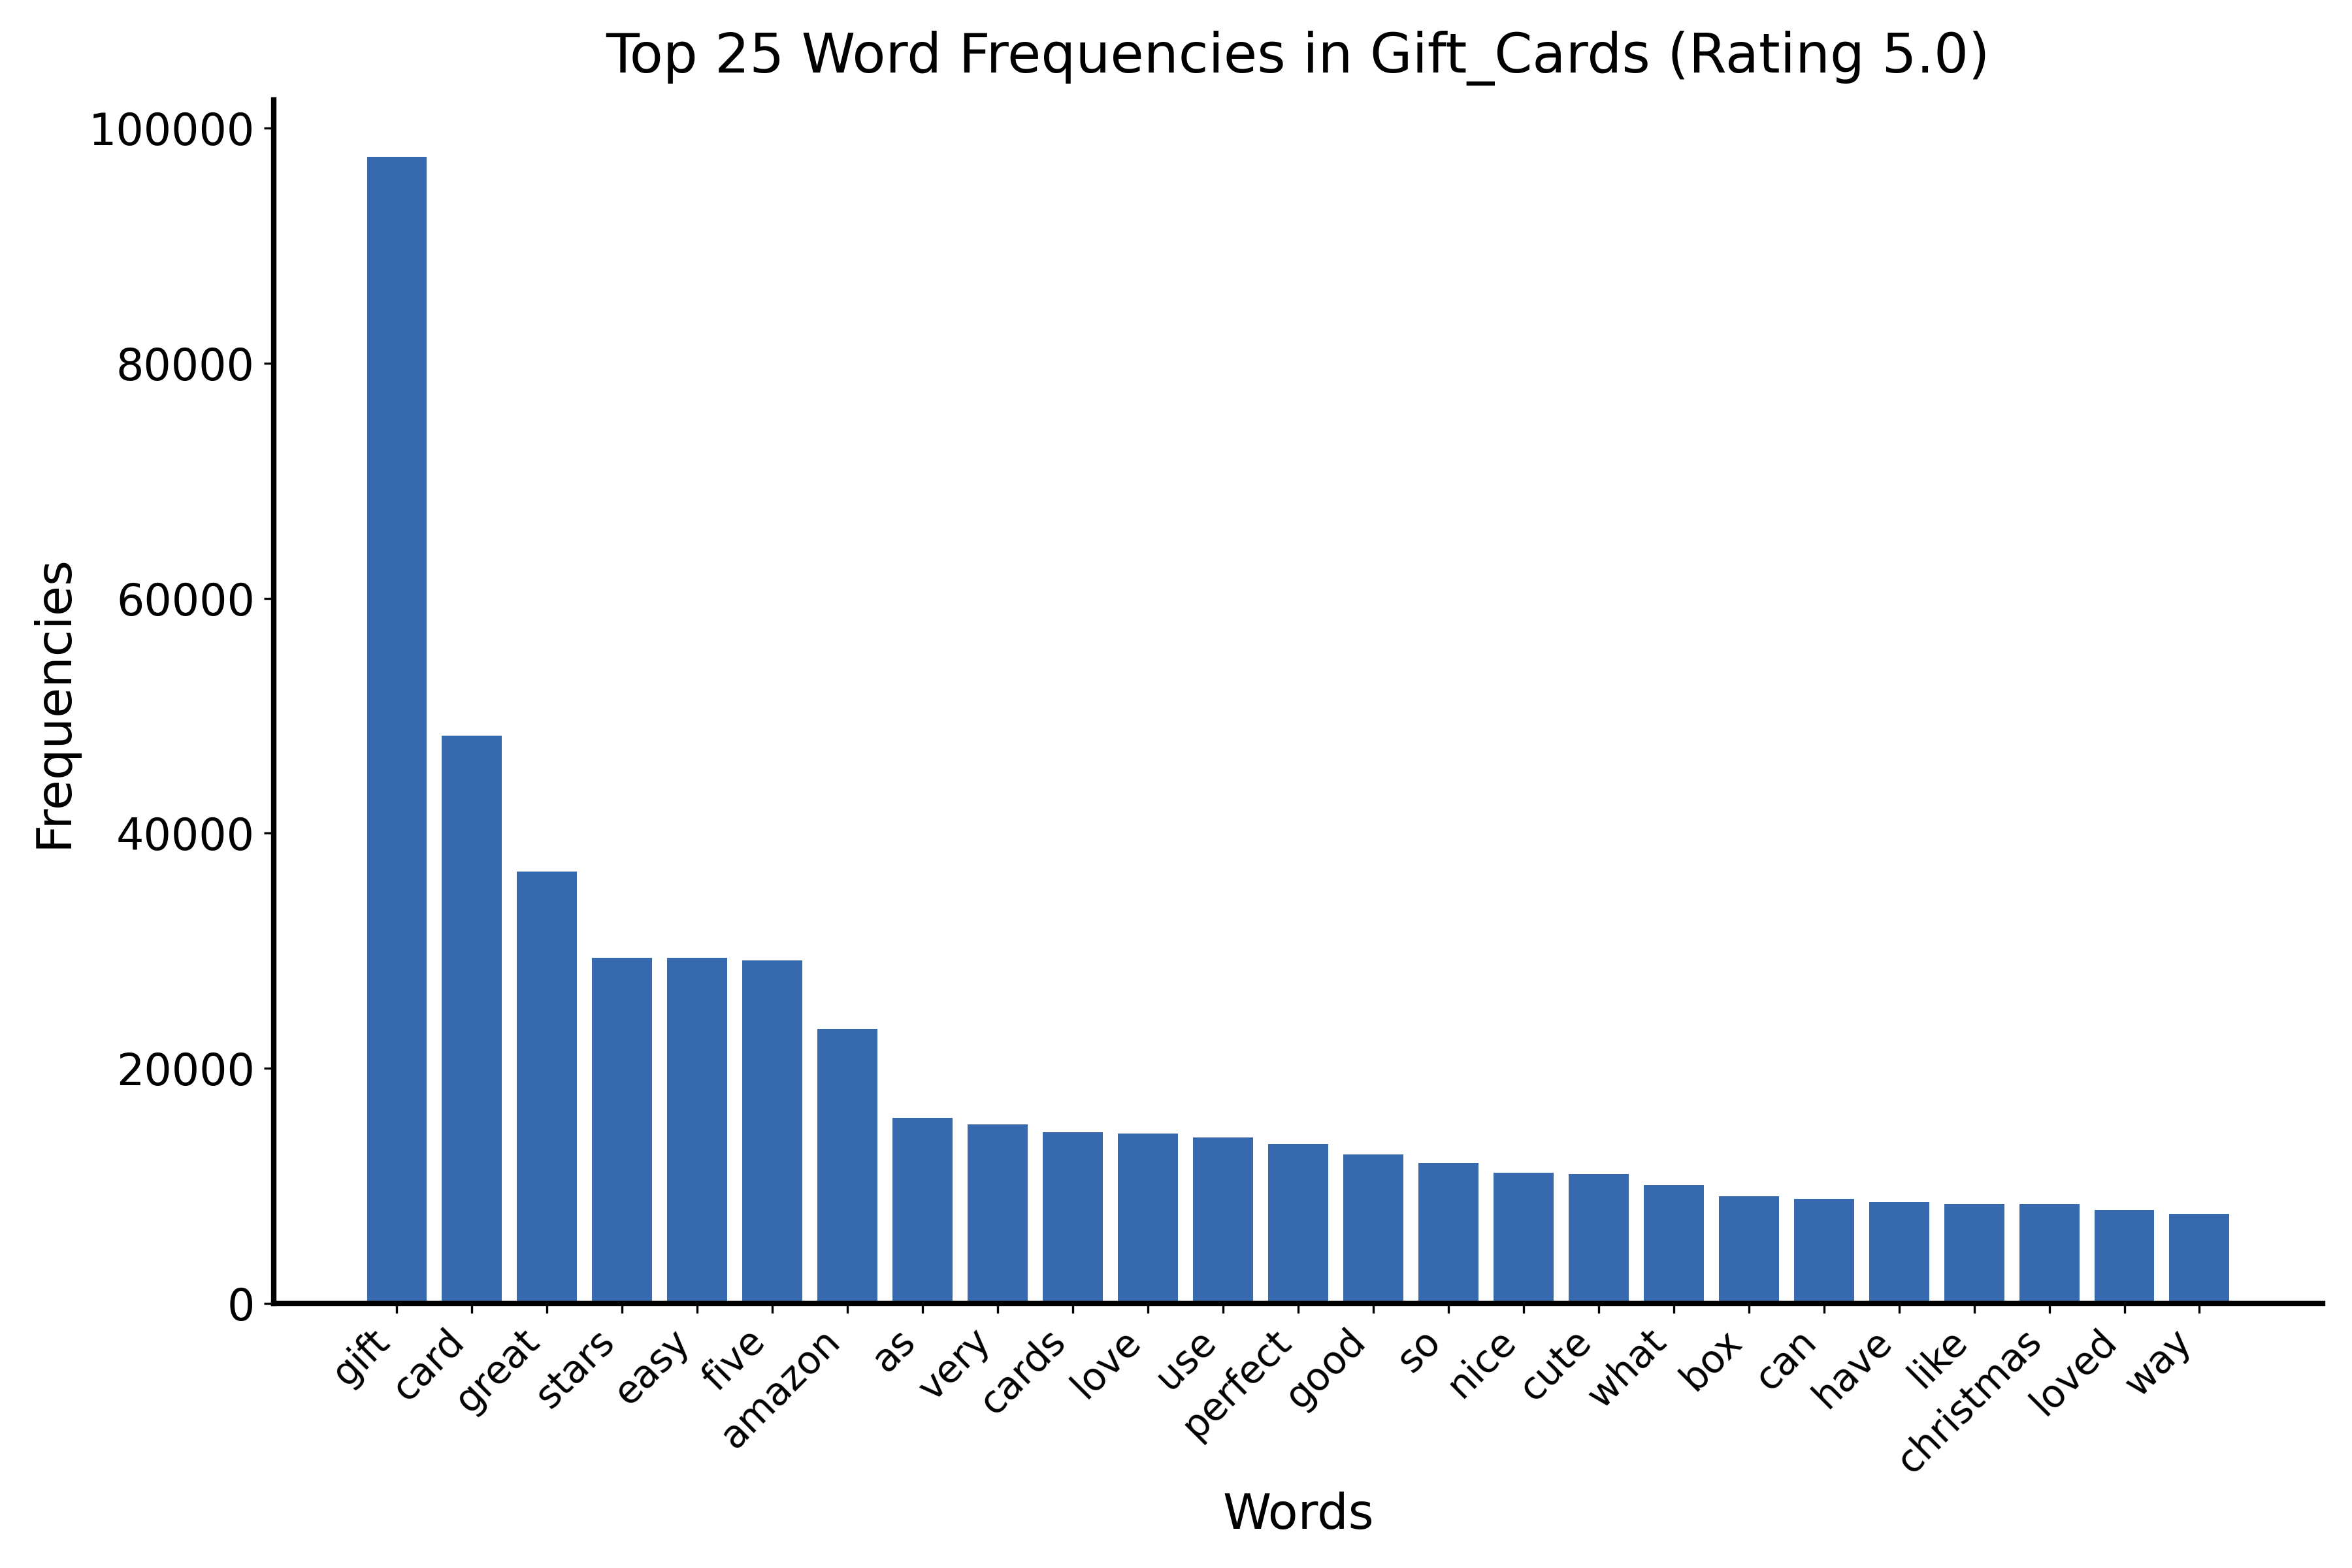 Top 25 Word Frequencies in Gift_Cards (Rating 5.0)
Frequencies
100000
80000
60000
40000
20000
0
gift
card
great
stars
easy
five
amazon
as
very
cards
love
use
perfect
good
so
nice
cute
what
box
can
have
like
christmas
loved
way
Words